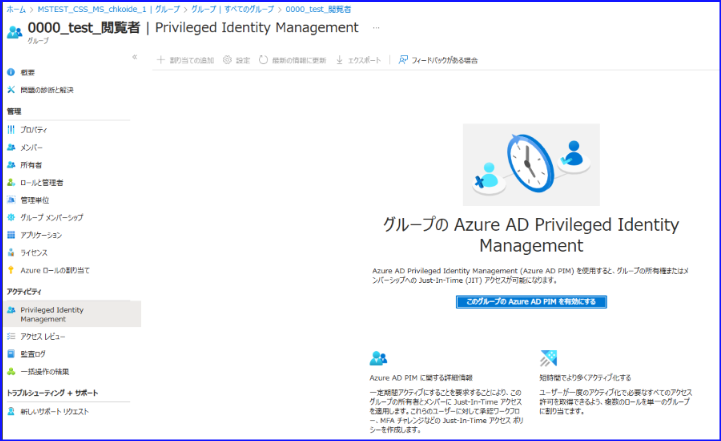 ホーム > MSTEST_CSS_MS_chkoide_1 | グループ > グループ | すべてのグループ > 0000_test_閲覧者
0000_test_閲覧者 | Privileged Identity Management ...
グループ
«
概要
問題の診断と解決
管理
プロパティ
メンバー
所有者
ロールと管理者
管理単位
グループ メンバーシップ
アプリケーション
ライセンス
Azure ロールの割り当て
アクティビティ
Privileged Identity
Management
アクセス レビュー
監査ログ
一括操作の結果
トラブルシューティング + サポート
新しいサポート リクエスト
割り当ての追加 設定 最新の情報に更新 エクスポート フィードバックがある場合
グループの Azure AD Privileged Identity
Management
Azure AD Privileged Identity Management (Azure AD PIM) を使用すると、グループの所有権またはメ
ンバーシップへの Just-In-Time (JIT) アクセスが可能になります。
このグループの Azure AD PIM を有効にする
Azure AD PIM に関する詳細情報
一定期間アクティブにすることを要求することにより、この
グループの所有者とメンバーに Just-In-Time アクセス
を適用します。これらのユーザーに対して承認ワークフロ
ー、MFA チャレンジなどの Just-In-Time アクセス ポリ
シーを作成します。
短時間でより多くアクティブ化する
ユーザーが一度のアクティブ化で必要なすべてのアクセス
許可を取得できるよう、複数のロールを単一のグループ
に割り当てます。